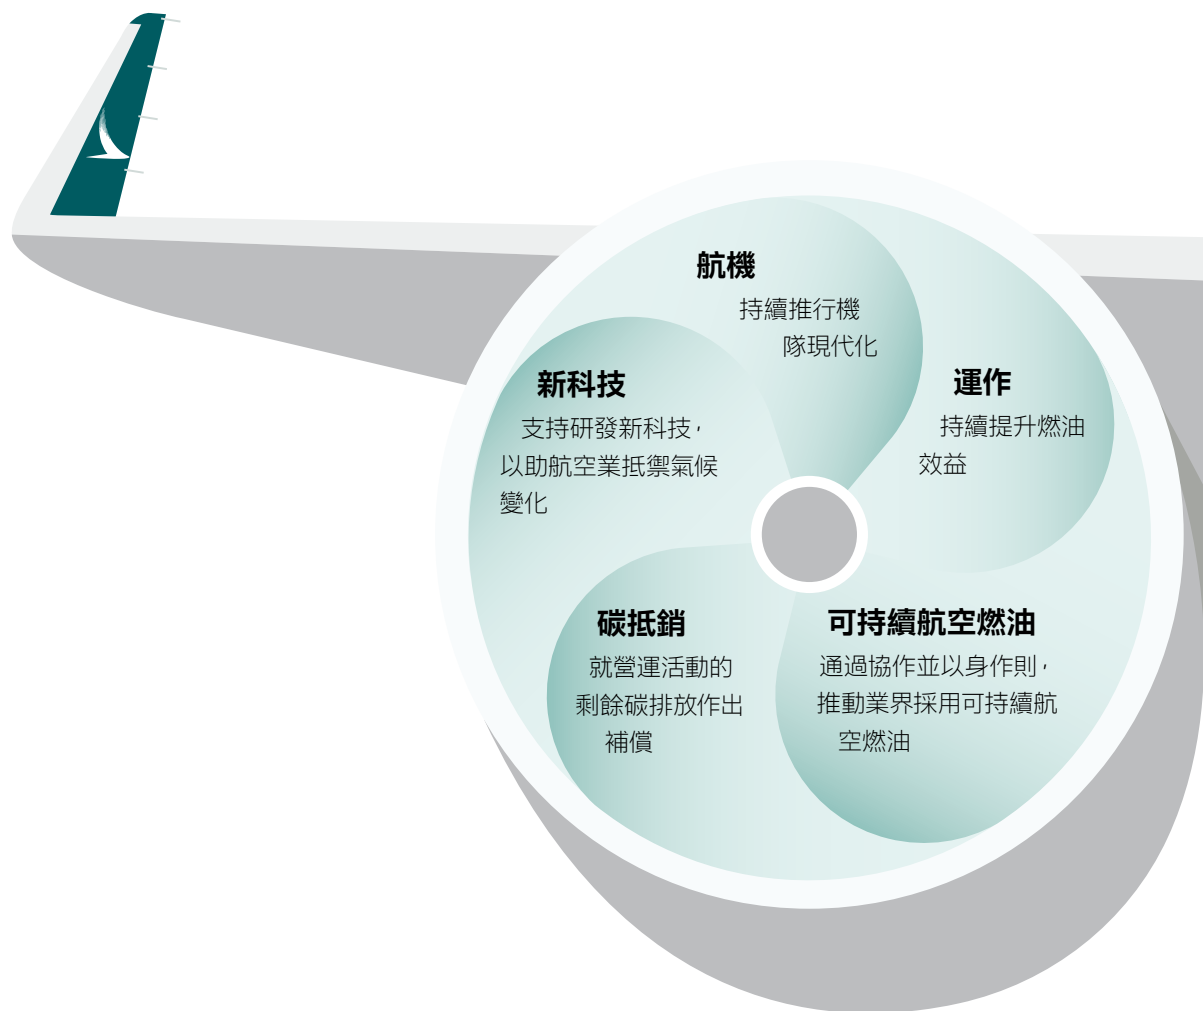 航機
持續推行機
隊現代化
運作
持續提升燃油
效益
可持續航空燃油
通過協作並以身作則，
推動業界採用可持續航
空燃油
碳抵銷
就營運活動的
剩餘碳排放作出
補償
新科技
支持研發新科技，
以助航空業抵禦氣候
變化